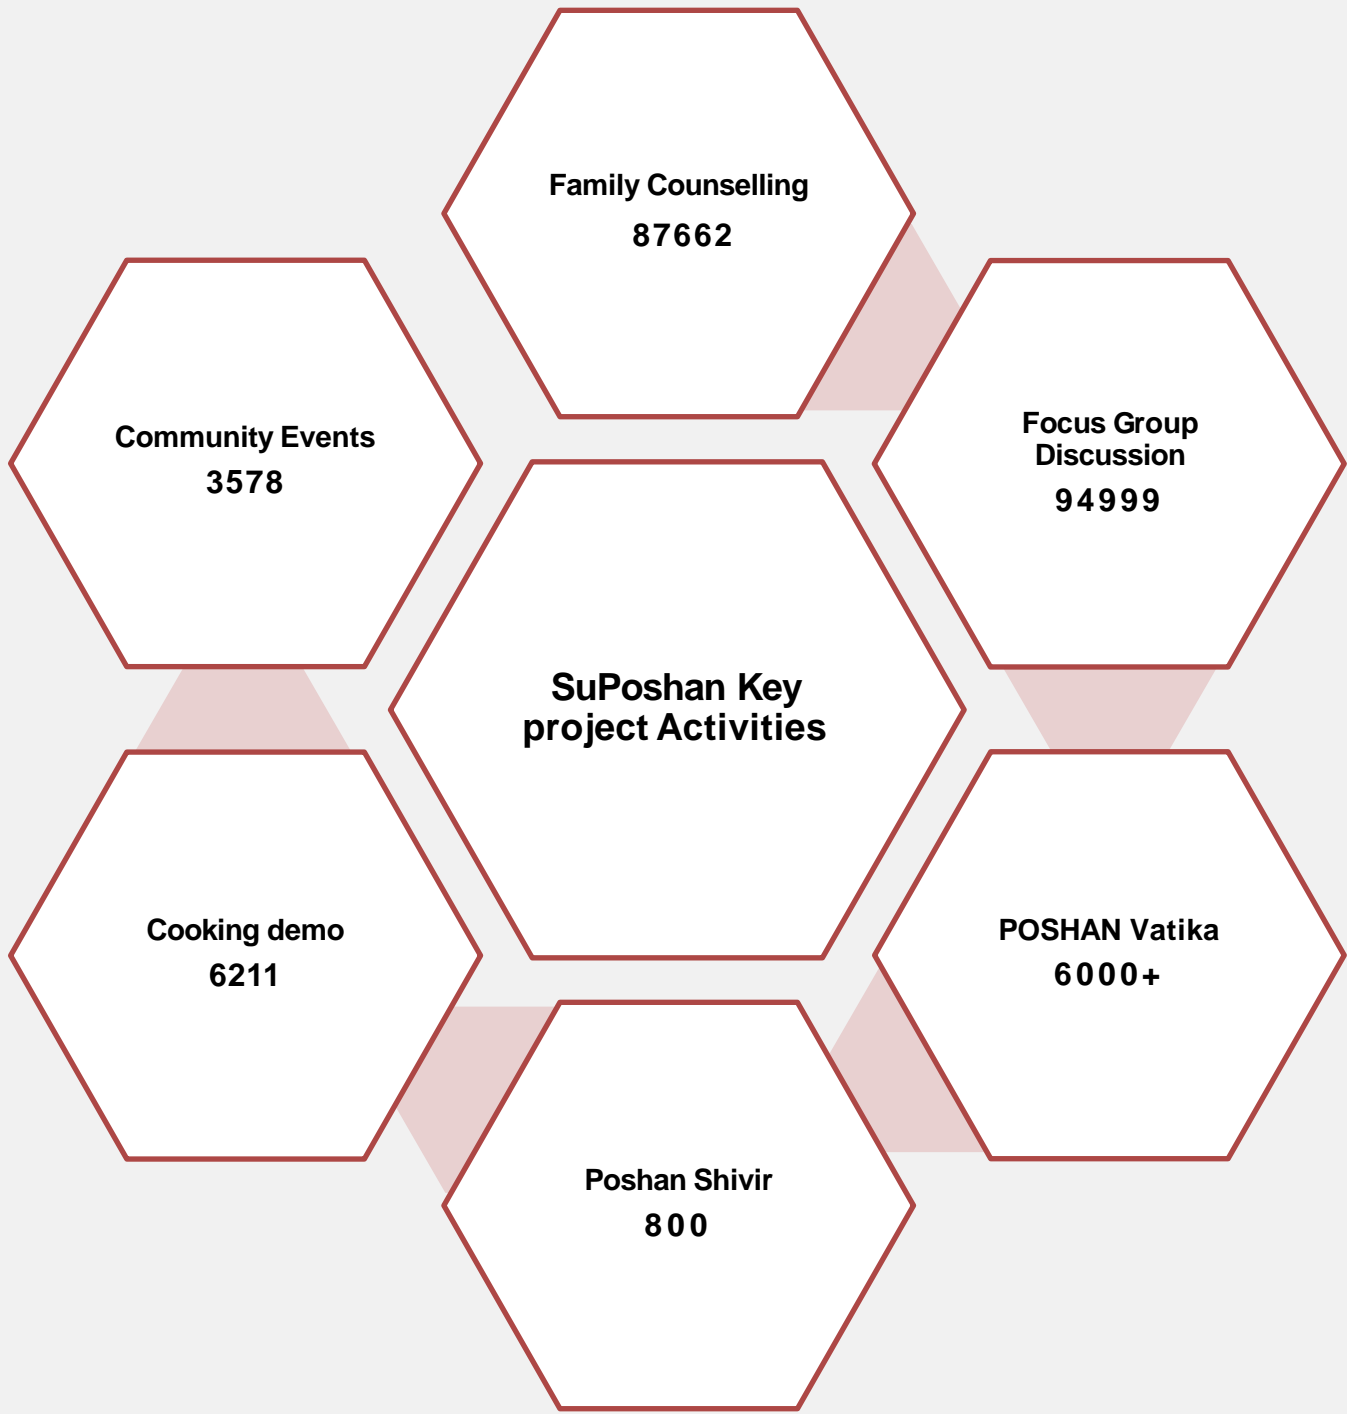 Family Counselling
87662
Community Events
3578
Focus Group
Discussion
94999
SuPoshan Key
project Activities
Cooking demo
6211
POSHAN Vatika
6000+
Poshan Shivir
800